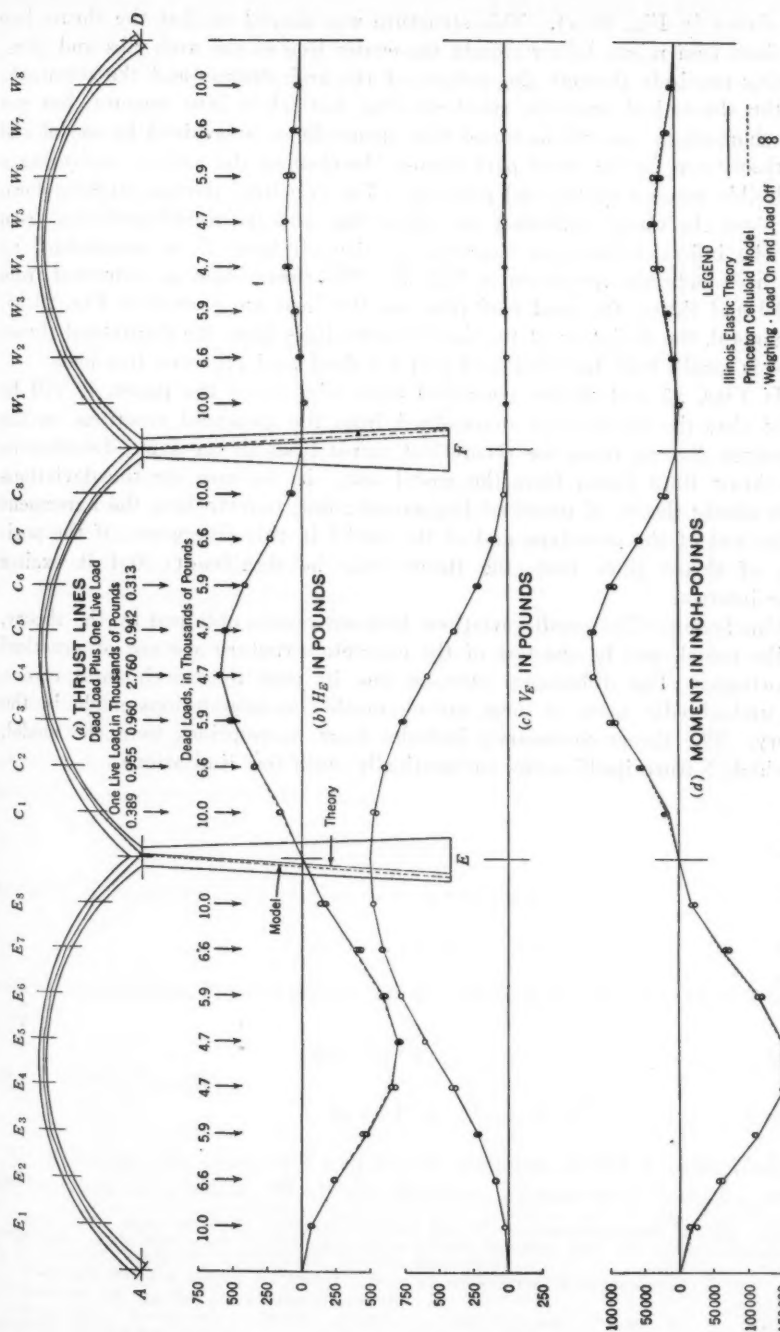 A
E1
E2
E3
E4
E5
E6
E7
E8
C1
C2
C3
C4
C5
C6
C7
C8
W1
W2
W3
W4
W5
W6
W7
W8
D
(a) THRUST LINES
Dead Load Plus One Live Load
One Live Load, in Thousands of Pounds
0.389 0.955 0.960 2.760 0.942 0.313
Model
Theory
E
F
Dead Loads, in Thousands of Pounds
10.0 6.6 5.9 4.7 4.7 5.9 6.6 10.0
10.0 6.6 5.9 4.7 4.7 5.9 6.6 10.0
10.0 6.6 5.9 4.7 4.7 5.9 6.6 10.0
750
500
250
0
250
500
750
(b) HE IN POUNDS
500
250
0
250
(c) VE IN POUNDS
100000
50000
0
50000
100000
(d) MOMENT IN INCH-POUNDS
LEGEND
Illinois Elastic Theory
Princeton Celluloid Model
" Weighting", Load On and Load Off